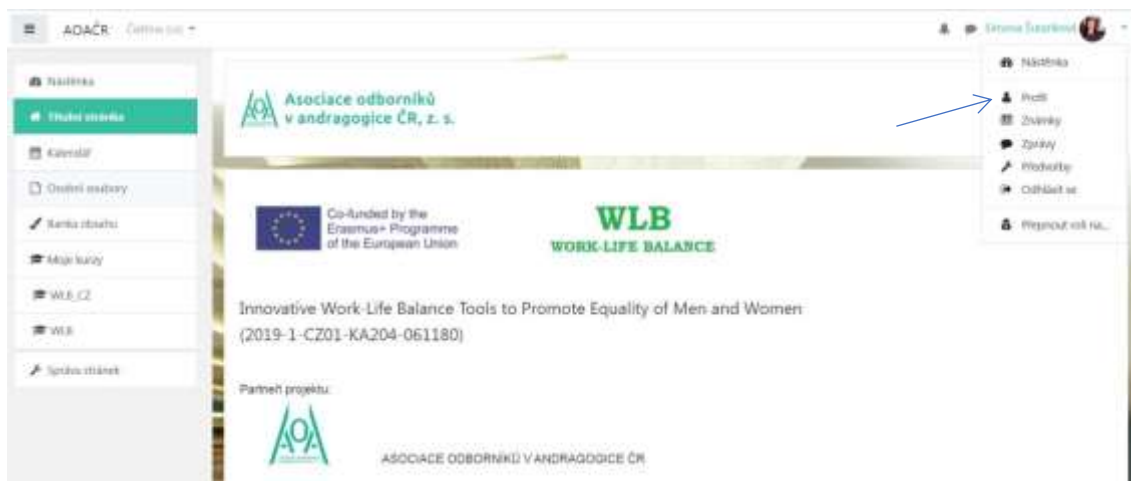 AOAČR
Nástěnka
Titulní stránka
Kalendář
Osobní soubory
Banka obsahu
Moje kurzy
WLB_CZ
WLB
Správa stránek
Asociace odborníků
v andragogice ČR, z. s.
Co-funded by the
Erasmus+ Programme
of the European Union
WLB
WORK-LIFE BALANCE
Innovative Work-Life Balance Tools to Promote Equality of Men and Women
(2019-1-CZ01-KA204-061180)
Partneři projektu:
AOA
ASOCIACE ODBORNÍKŮ V ANDRAGOGICE ČR
Nástěnka
Profil
Známky
Zprávy
Předvolby
Odhlásit se
Přepnout roli na...